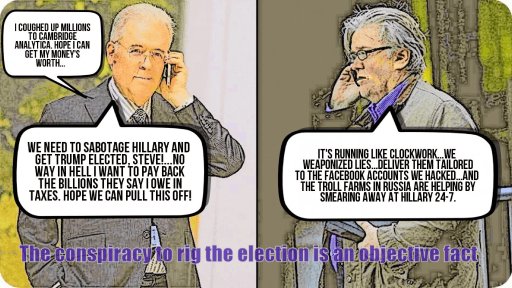 I COUGHED UP MILLIONS
TO CAMBRIDGE
ANALYTICA. HOPE I CAN
GET MY MONEY'S
WORTH...
WE NEED TO SABOTAGE HILLARY AND
GET TRUMP ELECTED, STEVE!...NO
WAY IN HELL I WANT TO PAY BACK
THE BILLIONS THEY SAY I OWE IN
TAXES. HOPE WE CAN PULL THIS OFF!
IT'S RUNNING LIKE CLOCKWORK...WE
WEAPONIZED LIES...DELIVER THEM TAILORED
TO THE FACEBOOK ACCOUNTS WE HACKED...AND
THE TROLL FARMS IN RUSSIA ARE HELPING BY
SMEARING AWAY AT HILLARY 24-7.
The conspiracy to rig the election is an objective fact